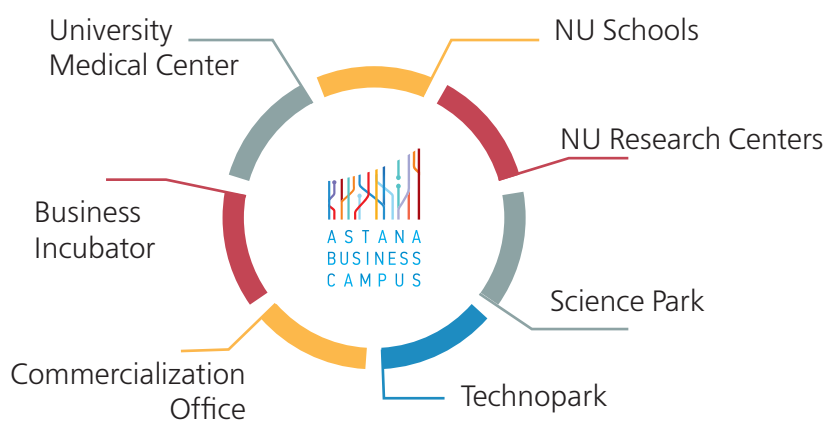 University
Medical Center
NU Schools
NU Research Centers
Business
Incubator
ASTANA
BUSINESS
CAMPUS
Science Park
Commercialization
Office
Technopark